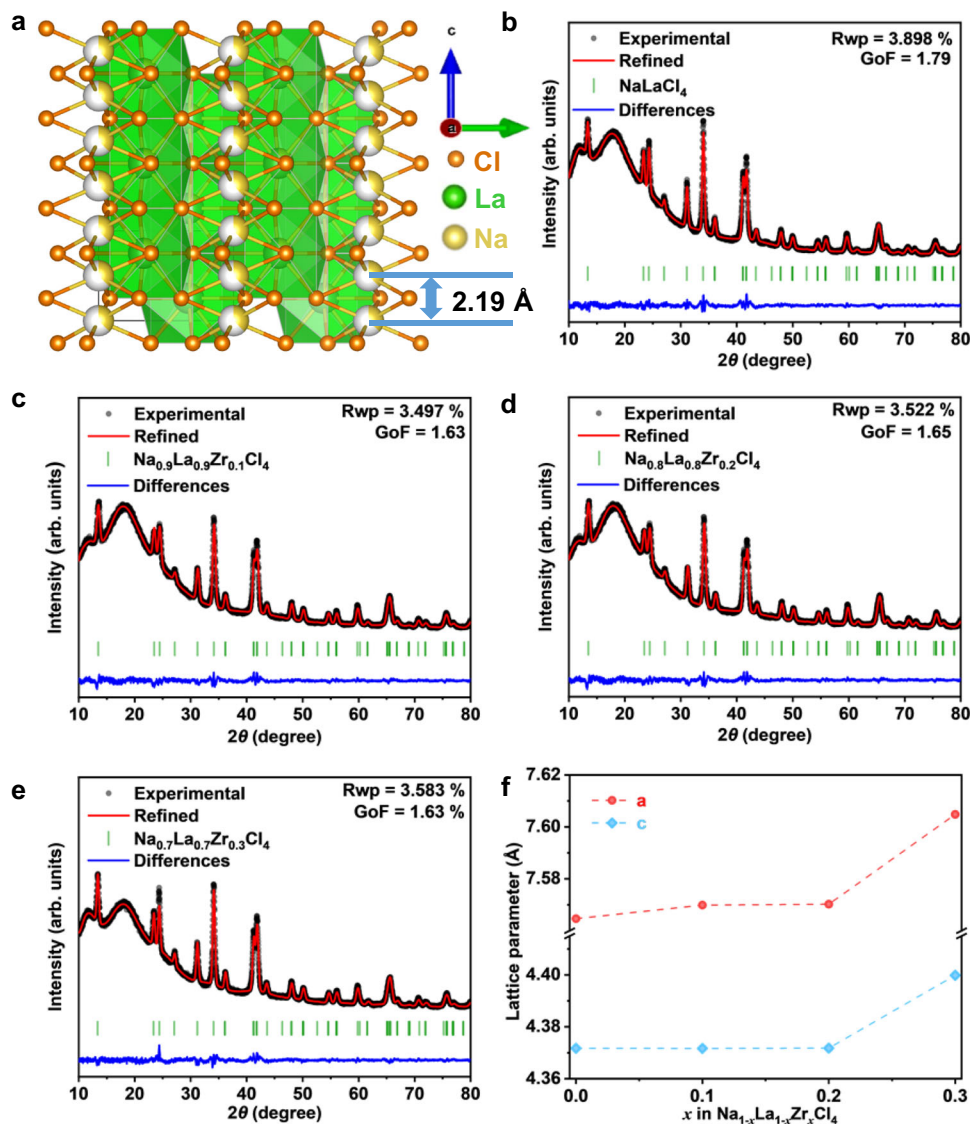 a
c
a
Cl
La
Na
2.19 Å
b
Experimental
Refined
NaLaCl₄
Differences
Rwp = 3.898 %
GoF = 1.79
Intensity (arb. units)
10 20 30 40 50 60 70 80
2θ (degree)
c
Experimental
Refined
Na₀.₉La₀.₉Zr₀.₁Cl₄
Differences
Rwp = 3.497 %
GoF = 1.63
Intensity (arb. units)
10 20 30 40 50 60 70 80
2θ (degree)
d
Experimental
Refined
Na₀.₈La₀.₈Zr₀.₂Cl₄
Differences
Rwp = 3.522 %
GoF = 1.65
Intensity (arb. units)
10 20 30 40 50 60 70 80
2θ (degree)
e
Experimental
Refined
Na₀.₇La₀.₇Zr₀.₃Cl₄
Differences
Rwp = 3.583 %
GoF = 1.63 %
Intensity (arb. units)
10 20 30 40 50 60 70 80
2θ (degree)
f
a
c
Lattice parameter (Å)
7.62
7.60
7.58
4.40
4.38
4.36
0.0 0.1 0.2 0.3
x in Na₁₋ₓLa₁₋ₓZrₓCl₄